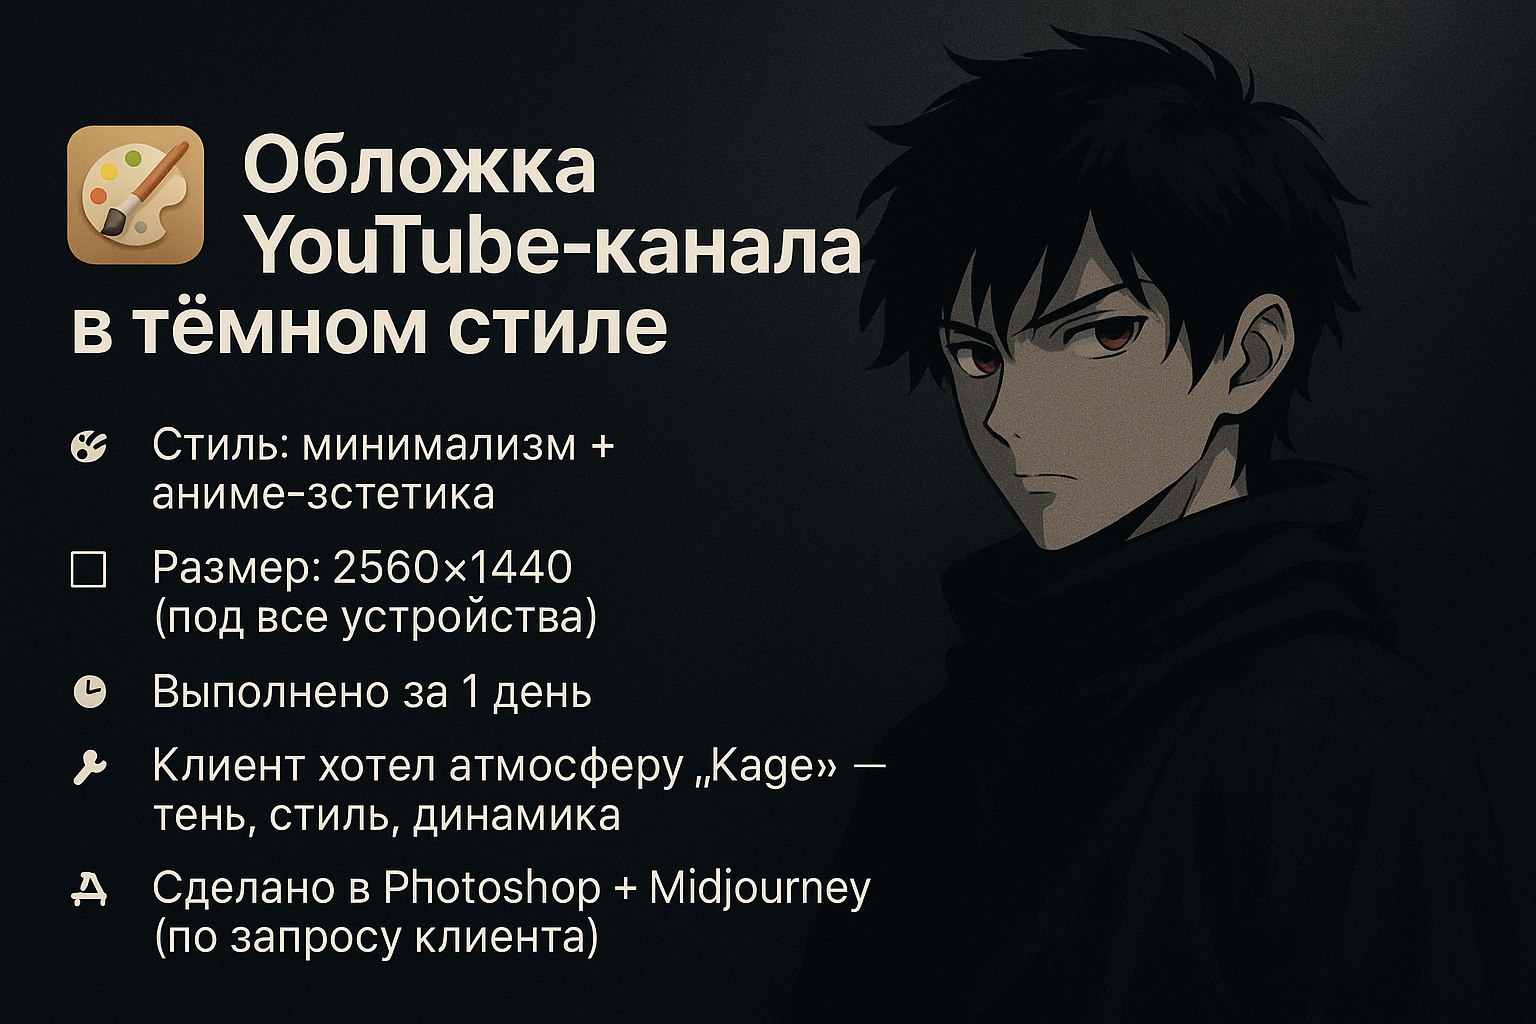 Обложка
YouTube-канала
в тёмном стиле
Стиль: минимализм +
аниме-зстетика
Размер: 2560×1440
(под все устройства)
Выполнено за 1 день
Клиент хотел атмосферу „Kage» —
тень, стиль, динамика
Сделано в Photoshop + Midjourney
(по запросу клиента)